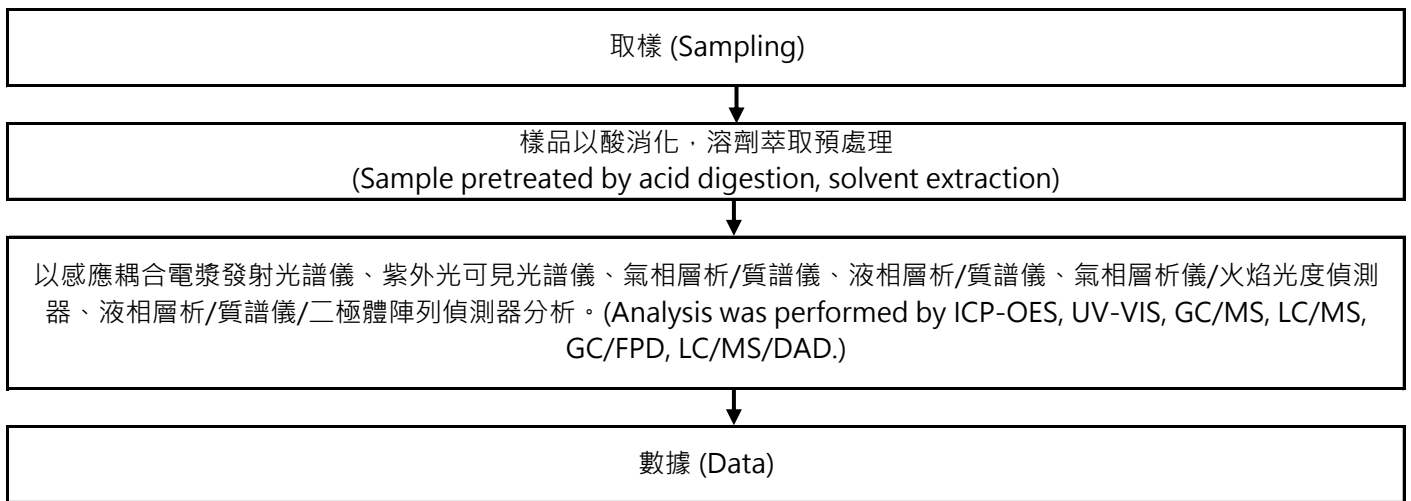 取樣 (Sampling)
樣品以酸消化，溶劑萃取預處理
(Sample pretreated by acid digestion, solvent extraction)
以感應耦合電漿發射光譜儀、紫外光可見光譜儀、氣相層析/質譜儀、液相層析/質譜儀、氣相層析儀/火焰光度偵測
器、液相層析/質譜儀/二極體陣列偵測器分析。(Analysis was performed by ICP-OES, UV-VIS, GC/MS, LC/MS,
GC/FPD, LC/MS/DAD.)
數據 (Data)